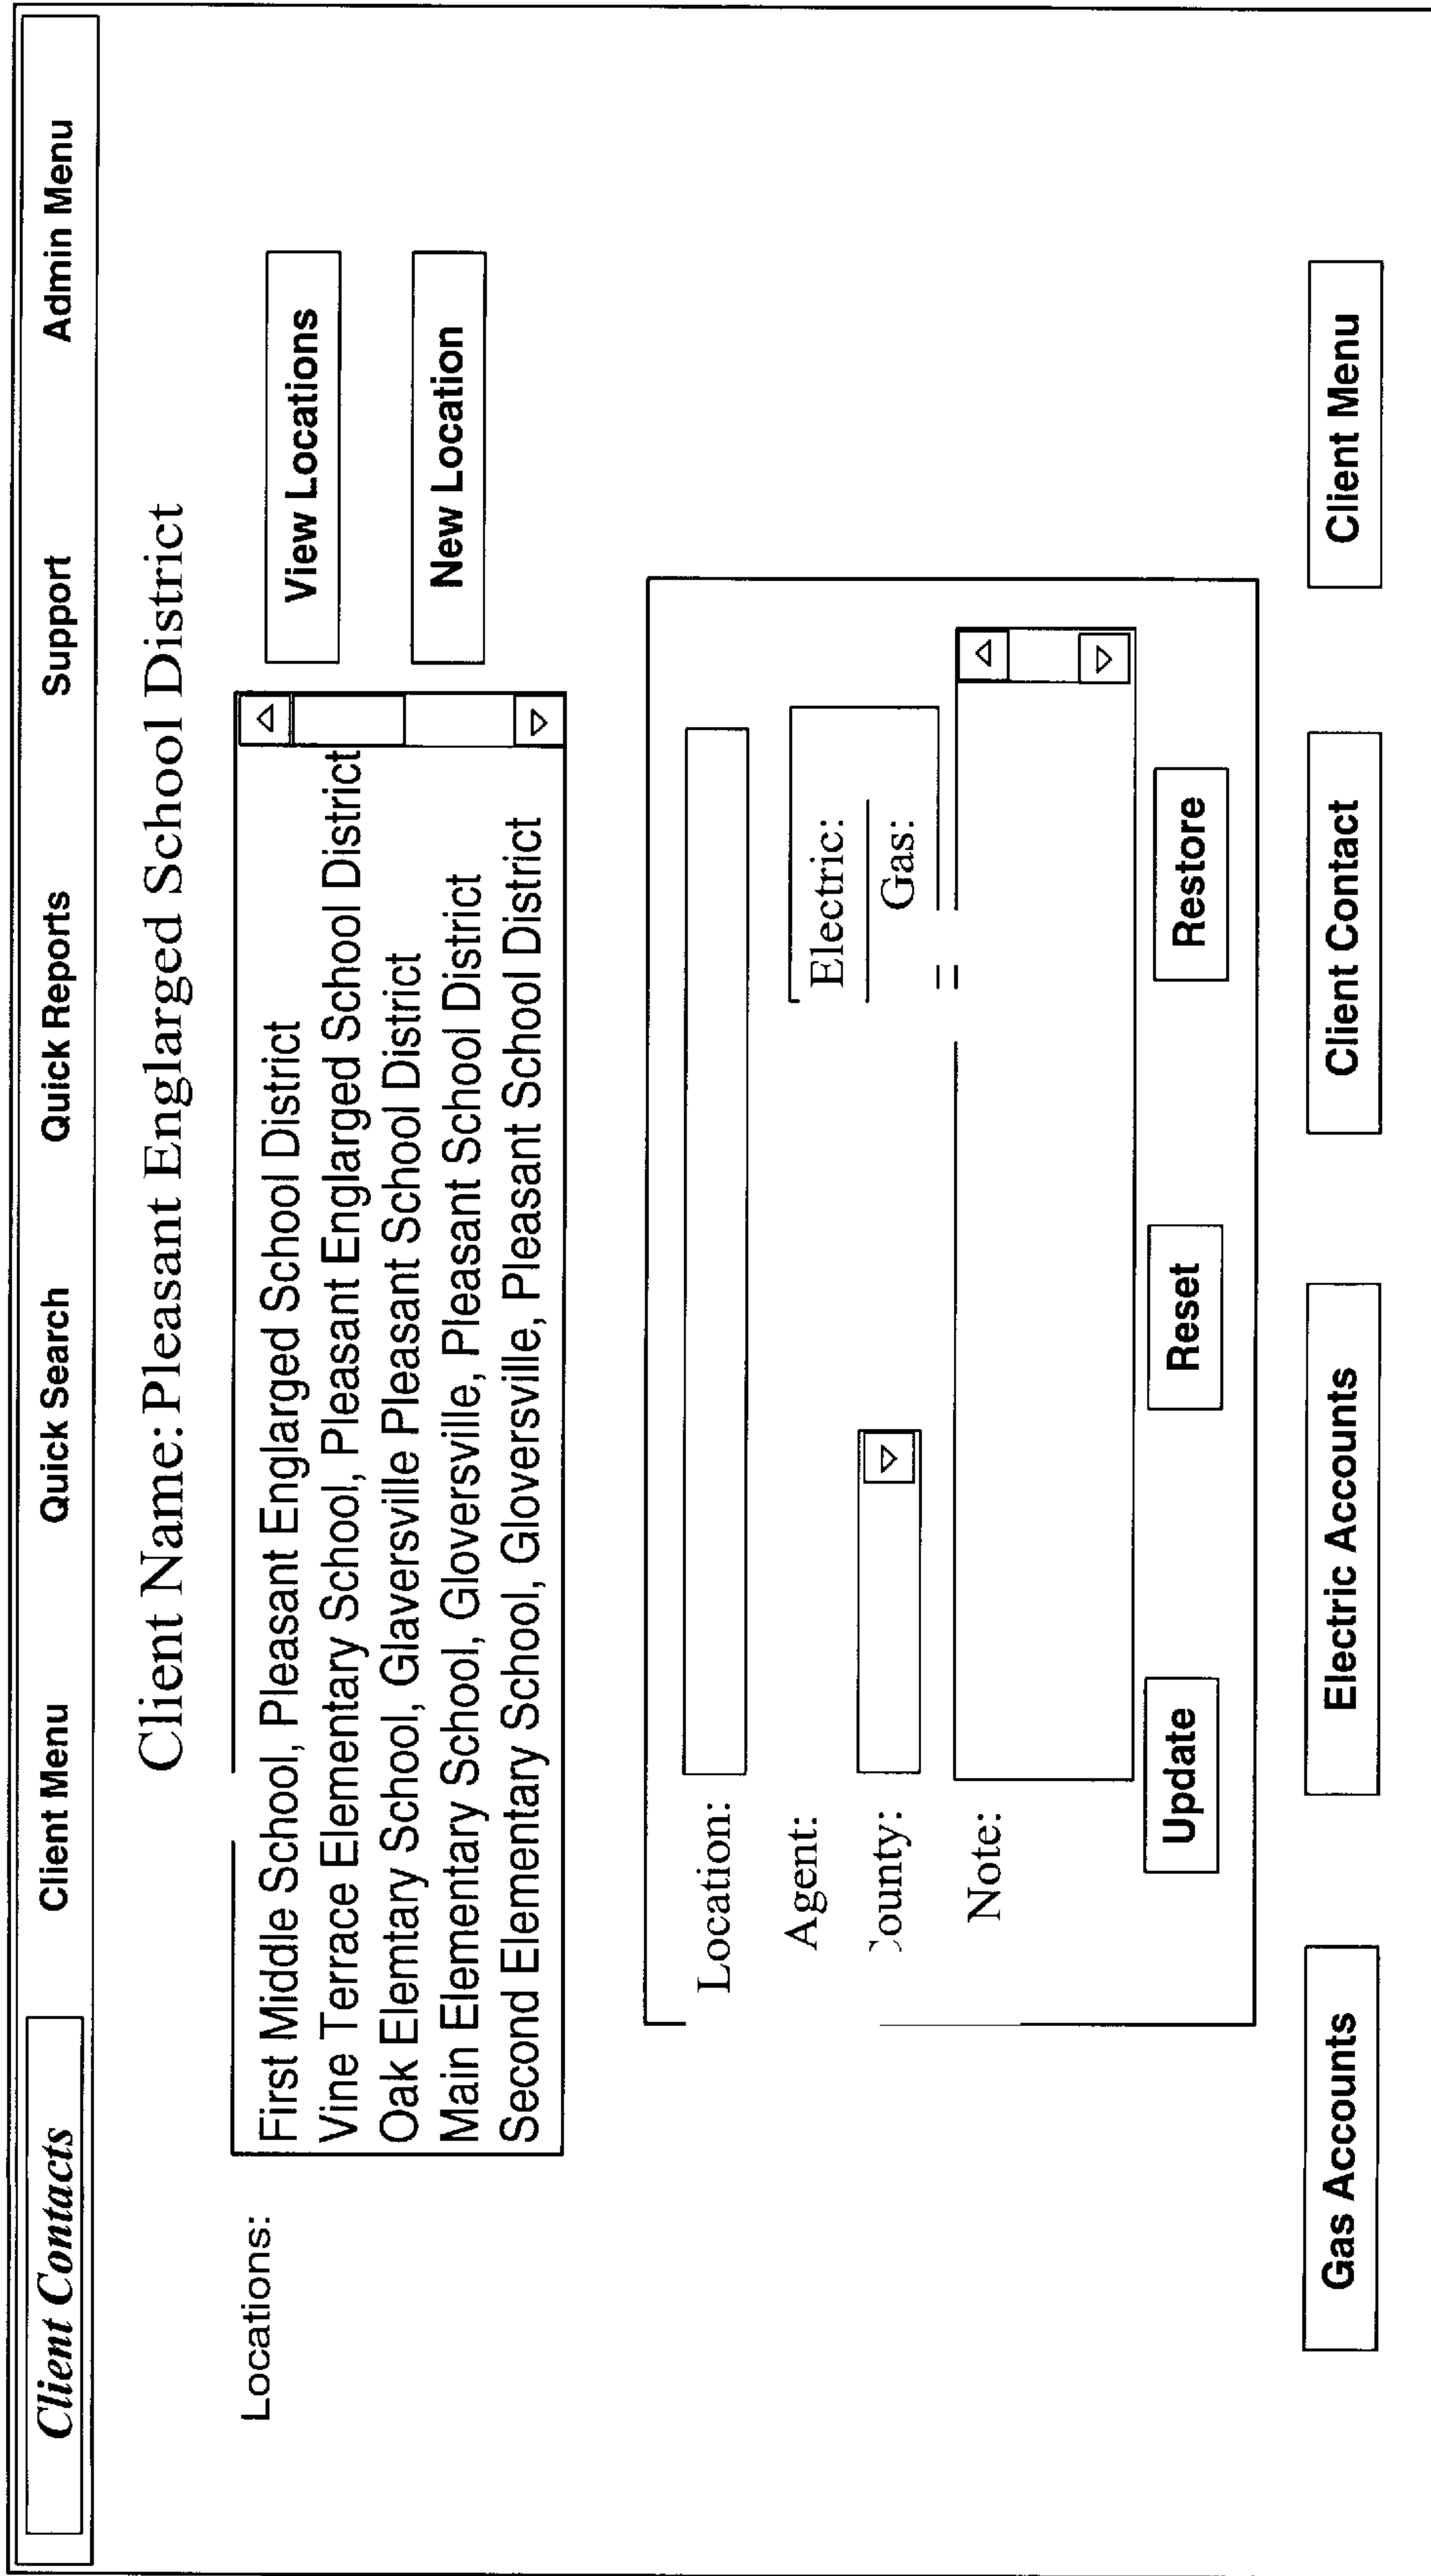 Client Contacts Client Menu Quick Search Quick Reports Support Admin Menu
Client Name: Pleasant Englarged School District
Locations:
First Middle School, Pleasant Englarged School District
Vine Terrace Elementary School, Pleasant Englarged School District
Oak Elemtary School, Glaversville Pleasant School District
Main Elementary School, Gloversville, Pleasant School District
Second Elementary School, Gloversville, Pleasant School District
View Locations
New Location
Location:
Agent: Electric:
ounty: Gas:
Note:
Update Reset Restore
Gas Accounts Electric Accounts Client Contact Client Menu